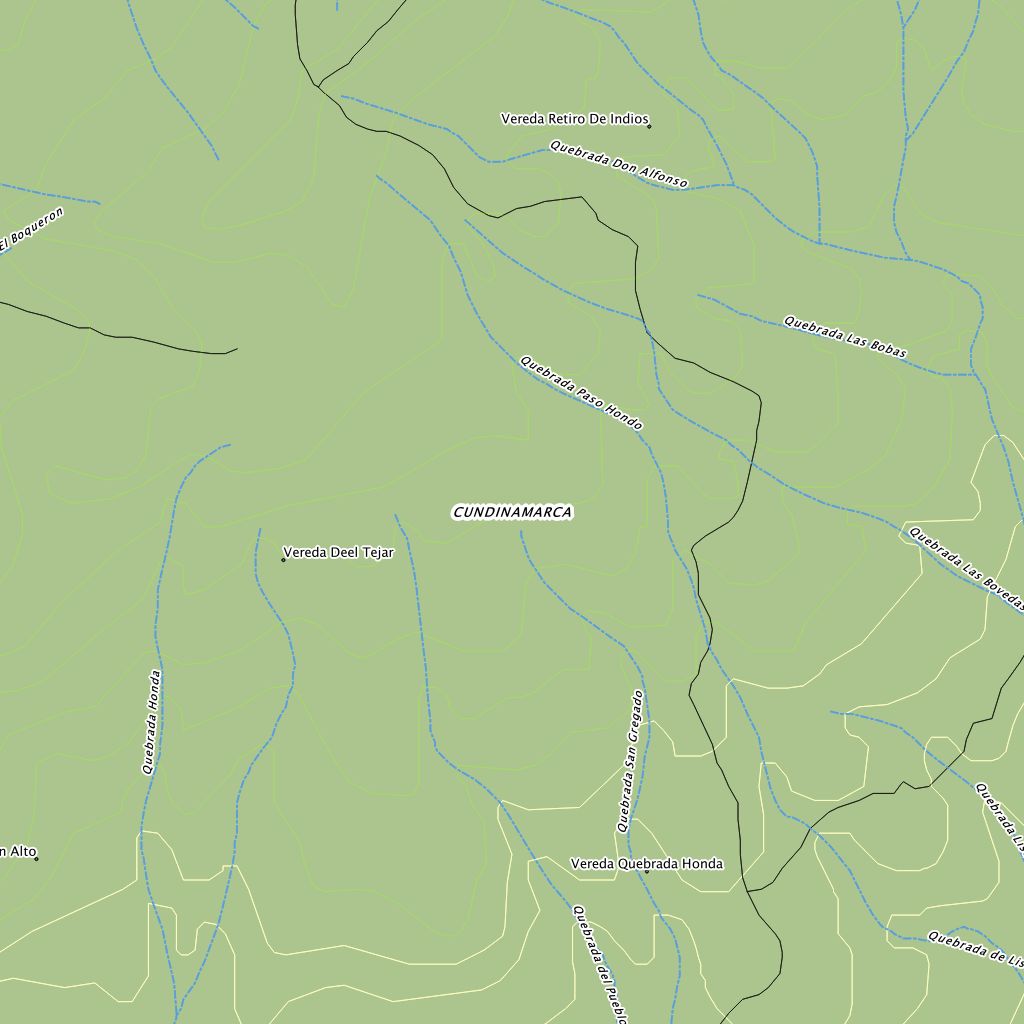 Vereda Retiro De Indios
Quebrada Don Alfonso
El Boqueron
Quebrada Las Bobas
Quebrada Paso Hondo
CUNDINAMARCA
Quebrada Las Bovedas
Vereda Deel Tejar
Quebrada Honda
Quebrada San Gregado
Quebrada Lis
n Alto
Vereda Quebrada Honda
Quebrada del Pueblo
Quebrada de Lis